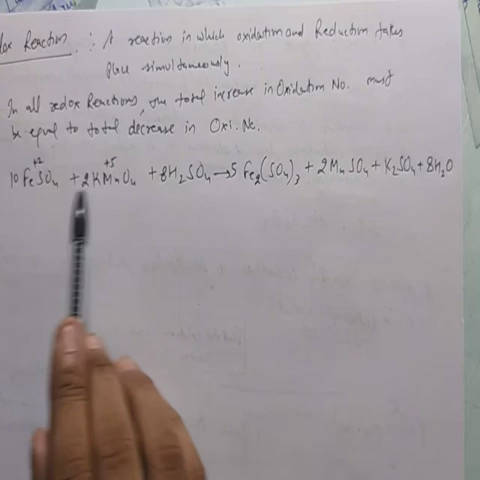 dox Reaction : A reaction in which oxidation and Reduction takes
place simultaneously.
In all redox Reactions, the total increase in Oxidation No. must
be equal to total decrease in Oxi. No.
+2 +5
10 FeSO₄ + 2KMnO₄ + 8H₂SO₄ → 5 Fe₂(SO₄)₃ + 2MnSO₄ + K₂SO₄ + 8H₂O